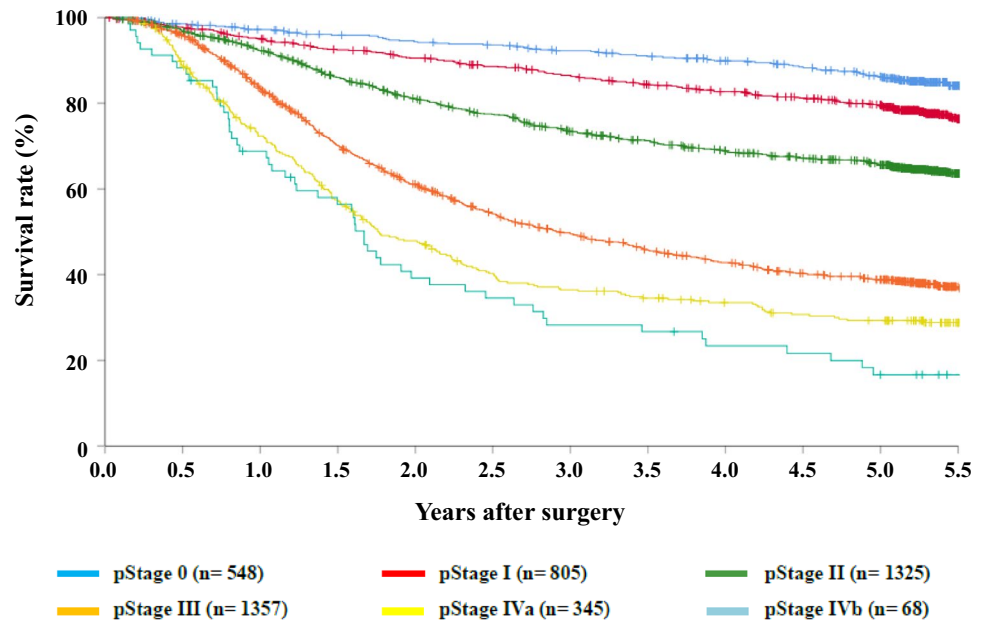 Survival rate (%)
100
80
60
40
20
0
0.0 0.5 1.0 1.5 2.0 2.5 3.0 3.5 4.0 4.5 5.0 5.5
Years after surgery
pStage 0 (n= 548) pStage I (n= 805) pStage II (n= 1325)
pStage III (n= 1357) pStage IVa (n= 345) pStage IVb (n= 68)